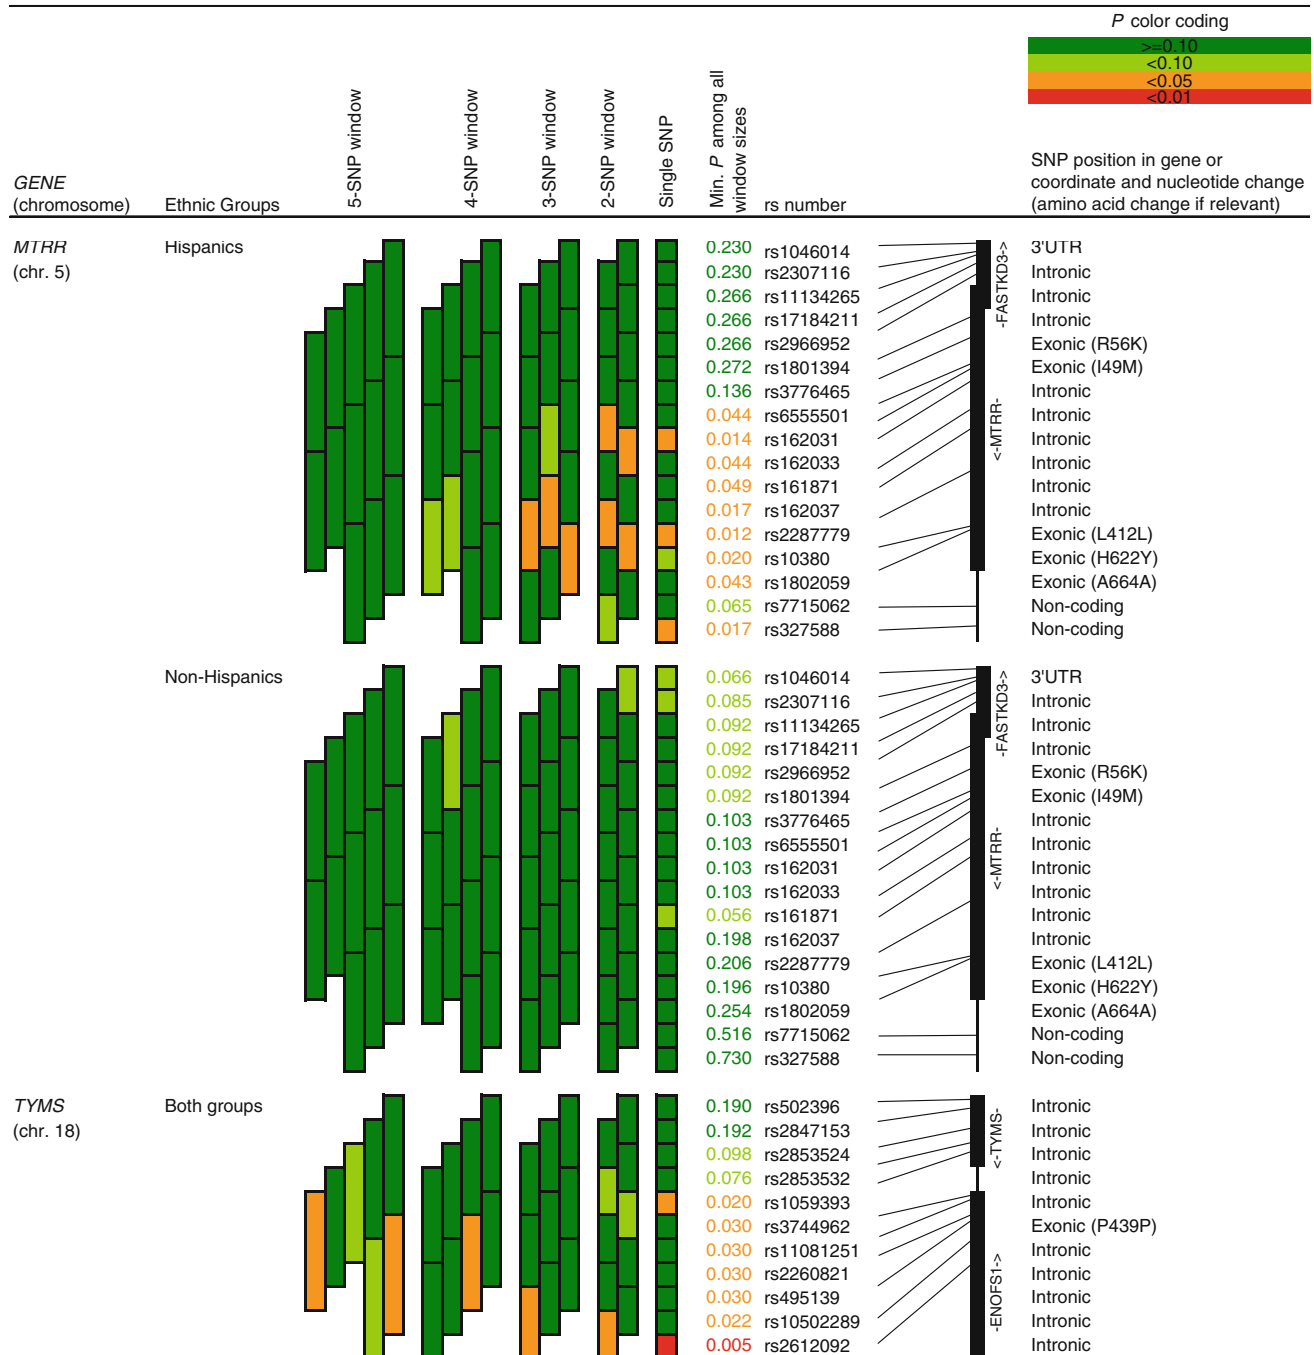 P color coding
>=0.10
<0.10
<0.05
<0.01
GENE
(chromosome)
Ethnic Groups
5-SNP window
4-SNP window
3-SNP window
2-SNP window
Single SNP
Min. P among all
window sizes
rs number
SNP position in gene or
coordinate and nucleotide change
(amino acid change if relevant)
MTRR
(chr. 5)
Hispanics
0.230 rs1046014 3'UTR
0.230 rs2307116 Intronic
0.266 rs11134265 Intronic
0.266 rs17184211 Intronic
0.266 rs2966952 Exonic (R56K)
0.272 rs1801394 Exonic (I49M)
0.136 rs3776465 Intronic
0.044 rs6555501 Intronic
0.014 rs162031 Intronic
0.044 rs162033 Intronic
0.049 rs161871 Intronic
0.017 rs162037 Intronic
0.012 rs2287779 Exonic (L412L)
0.020 rs10380 Exonic (H622Y)
0.043 rs1802059 Exonic (A664A)
0.065 rs7715062 Non-coding
0.017 rs327588 Non-coding
-FASTKD3->
<-MTRR-
Non-Hispanics
0.066 rs1046014 3'UTR
0.085 rs2307116 Intronic
0.092 rs11134265 Intronic
0.092 rs17184211 Intronic
0.092 rs2966952 Exonic (R56K)
0.092 rs1801394 Exonic (I49M)
0.103 rs3776465 Intronic
0.103 rs6555501 Intronic
0.103 rs162031 Intronic
0.103 rs162033 Intronic
0.056 rs161871 Intronic
0.198 rs162037 Intronic
0.206 rs2287779 Exonic (L412L)
0.196 rs10380 Exonic (H622Y)
0.254 rs1802059 Exonic (A664A)
0.516 rs7715062 Non-coding
0.730 rs327588 Non-coding
-FASTKD3->
<-MTRR-
TYMS
(chr. 18)
Both groups
0.190 rs502396 Intronic
0.192 rs2847153 Intronic
0.098 rs2853524 Intronic
0.076 rs2853532 Intronic
0.020 rs1059393 Intronic
0.030 rs3744962 Exonic (P439P)
0.030 rs11081251 Intronic
0.030 rs2260821 Intronic
0.030 rs495139 Intronic
0.022 rs10502289 Intronic
0.005 rs2612092 Intronic
<-TYMS-
-ENOFS1->